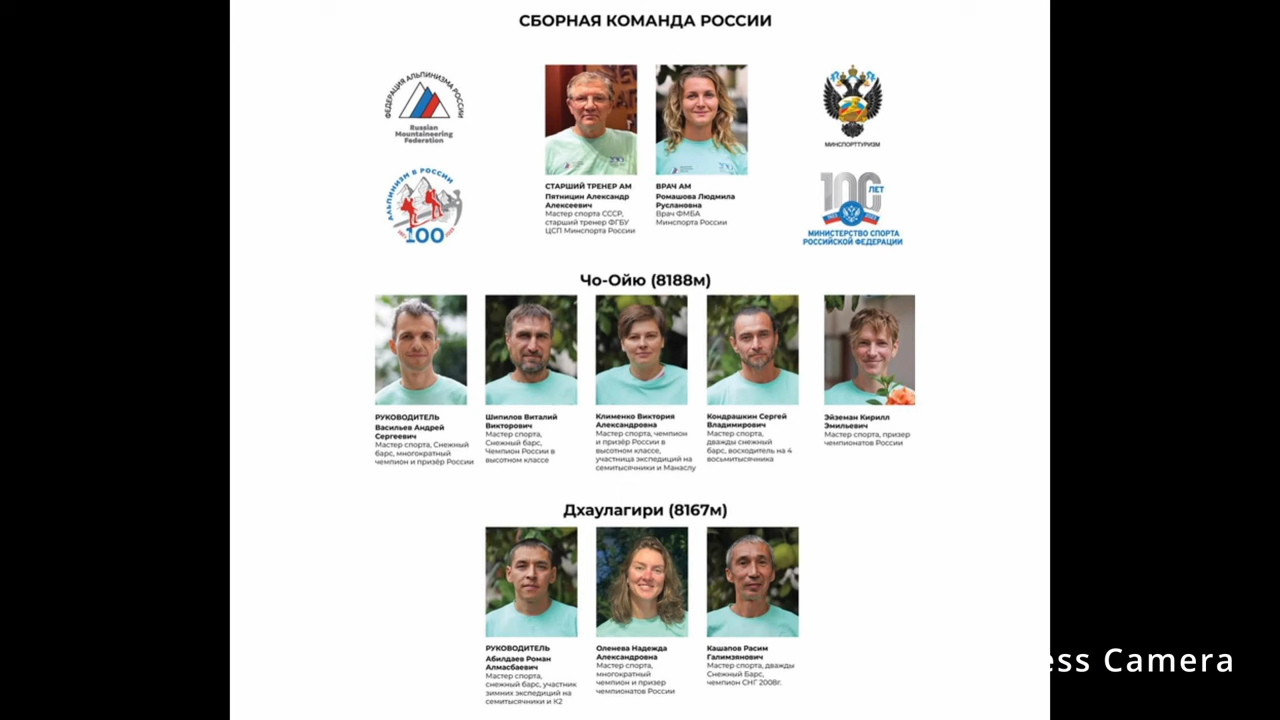 СБОРНАЯ КОМАНДА РОССИИ
ФЕДЕРАЦИЯ АЛЬПИНИЗМА РОССИИ
Russian
Mountaineering
Federation
АЛЬПИНИЗМ В РОССИИ
100
СТАРШИЙ ТРЕНЕР АМ
Пятницин Александр
Алексеевич
Мастер спорта СССР,
старший тренер ФГБУ
ЦСП Минспорта России
ВРАЧ АМ
Ромашова Людмила
Руслановна
Врач ФМБА
Минспорта России
МИНСПОРТТУРИЗМ
100 ЛЕТ
1923 2023
МИНИСТЕРСТВО СПОРТА
РОССИЙСКОЙ ФЕДЕРАЦИИ
Чо-Ойю (8188м)
РУКОВОДИТЕЛЬ
Васильев Андрей
Сергеевич
Мастер спорта, Снежный
барс, многократный
чемпион и призёр России
Шипилов Виталий
Викторович
Мастер спорта,
Снежный барс,
Чемпион России в
высотном классе
Клименко Виктория
Александровна
Мастер спорта, чемпион
и призёр России в
высотном классе,
участница экспедиций на
семитысячники и Манаслу
Кондрашкин Сергей
Владимирович
Мастер спорта,
дважды снежный
барс, восходитель на 4
восьмитысячника
Эйземан Кирилл
Эмильевич
Мастер спорта, призер
чемпионатов России
Дхаулагири (8167м)
РУКОВОДИТЕЛЬ
Абилдаев Роман
Алмасбаевич
Мастер спорта,
снежный барс, участник
зимних экспедиций на
семитысячники и К2
Оленева Надежда
Александровна
Мастер спорта,
многократный
чемпион и призер
чемпионатов России
Кашапов Расим
Галимзянович
Мастер спорта, дважды
Снежный Барс,
чемпион СНГ 2008г.
ess Camera